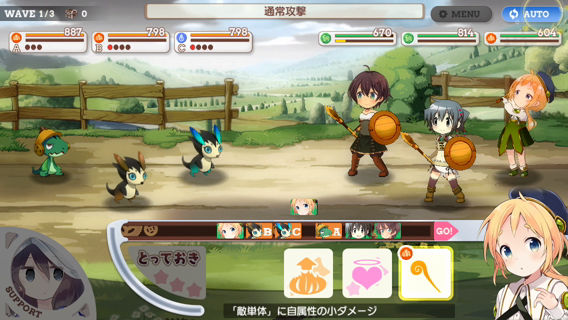 WAVE 1/3 0
通常攻撃
MENU
AUTO
887
798
798
670
814
604
A
B
C
B C A GO!
とっておき
SUPPORT
「敵単体」に自属性の小ダメージ